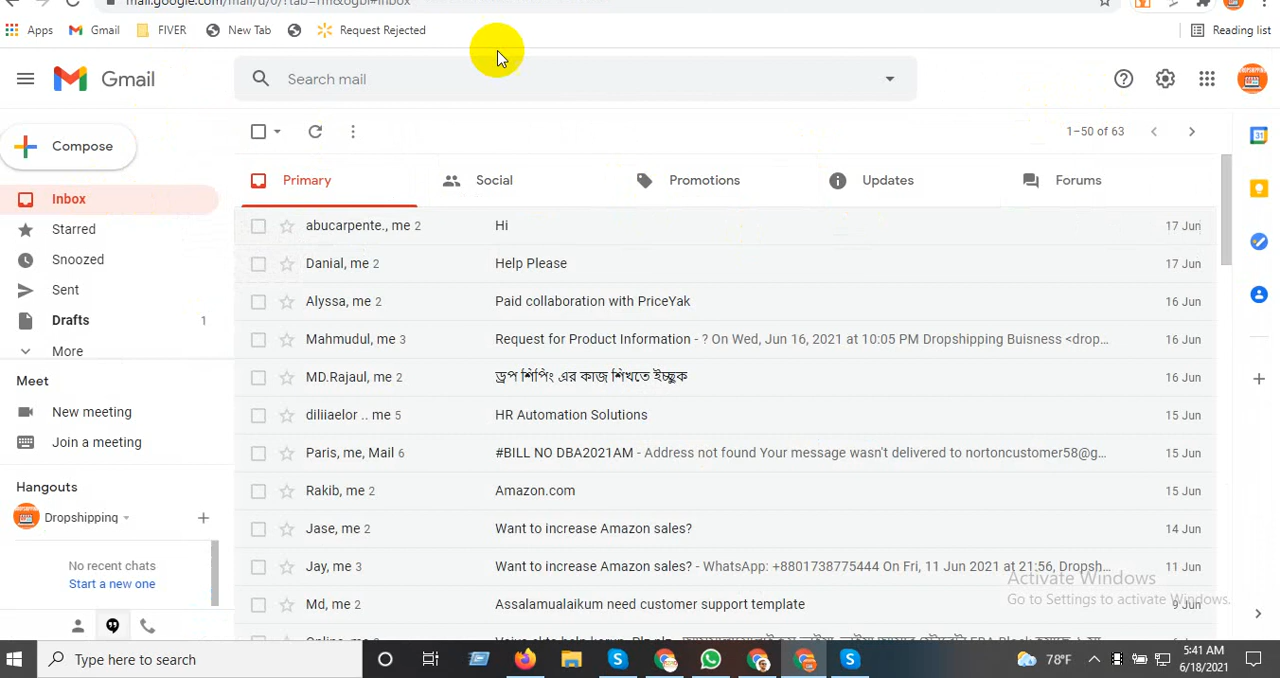 mail.google.com/mail/u/0/?tab=rm&ogbl#inbox
Apps Gmail FIVER New Tab Request Rejected Reading list
Gmail Search mail
Compose 1–50 of 63
Primary Social Promotions Updates Forums
Inbox
Starred
Snoozed
Sent
Drafts 1
More
Meet
New meeting
Join a meeting
Hangouts
Dropshipping
No recent chats
Start a new one
abucarpente., me 2 Hi 17 Jun
Danial, me 2 Help Please 17 Jun
Alyssa, me 2 Paid collaboration with PriceYak 16 Jun
Mahmudul, me 3 Request for Product Information - ? On Wed, Jun 16, 2021 at 10:05 PM Dropshipping Buisness <drop... 16 Jun
MD.Rajaul, me 2 ড্রপ শিপিং এর কাজ শিখতে ইচ্ছুক 16 Jun
diliiaelor .. me 5 HR Automation Solutions 15 Jun
Paris, me, Mail 6 #BILL NO DBA2021AM - Address not found Your message wasn't delivered to nortoncustomer58@g... 15 Jun
Rakib, me 2 Amazon.com 15 Jun
Jase, me 2 Want to increase Amazon sales? 14 Jun
Jay, me 3 Want to increase Amazon sales? - WhatsApp: +8801738775444 On Fri, 11 Jun 2021 at 21:56, Dropsh... 11 Jun
Md, me 2 Assalamualaikum need customer support template 9 Jun
Activate Windows
Go to Settings to activate Windows.
31
Type here to search 78°F 5:41 AM
6/18/2021